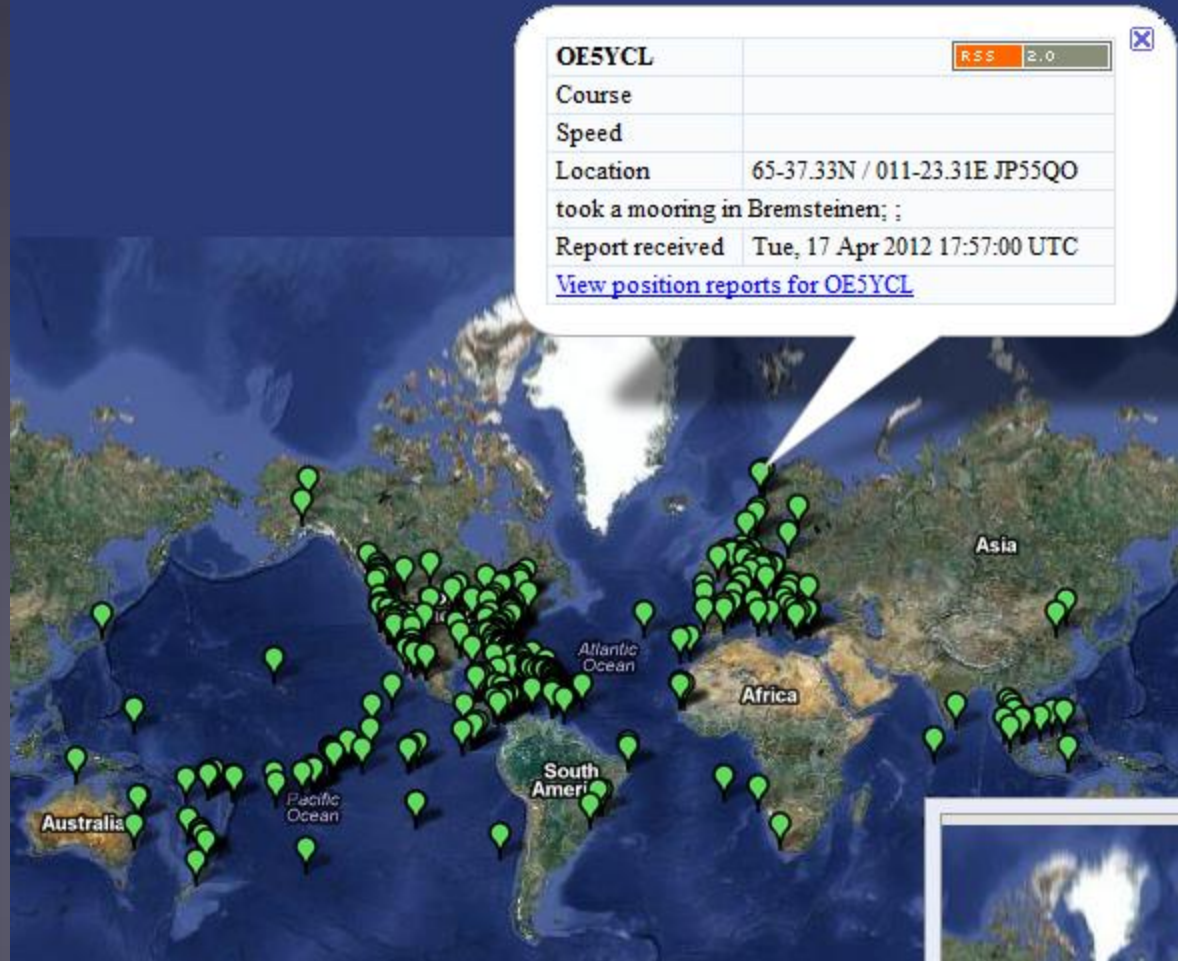 OE5YCL RSS 2.0
Course
Speed
Location 65-37.33N / 011-23.31E JP55QO
took a mooring in Bremsteinen; ;
Report received Tue, 17 Apr 2012 17:57:00 UTC
View position reports for OE5YCL
Asia
Atlantic
Ocean
Africa
South
Ameri
Pacific
Ocean
Australia